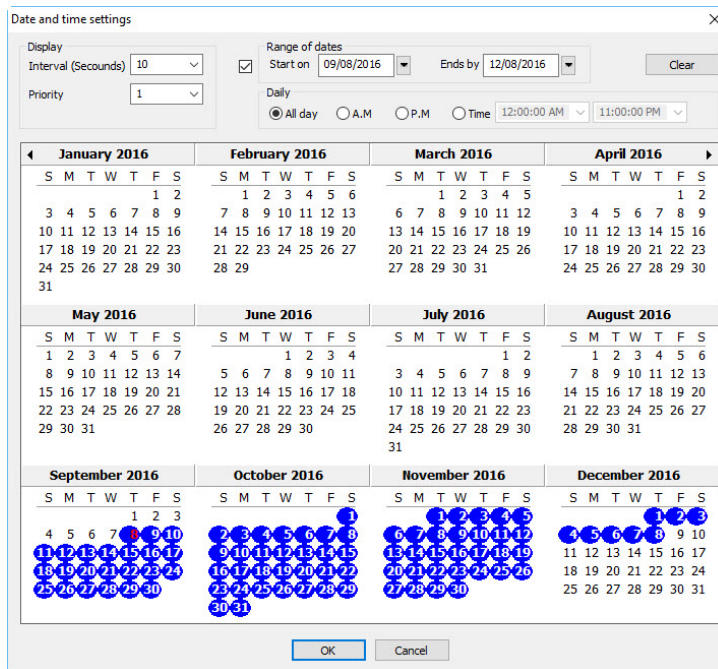 Date and time settings
Display
Interval (Secounds) 10
Priority 1
Range of dates
Start on 09/08/2016 Ends by 12/08/2016
Clear
Daily
All day A.M P.M Time 12:00:00 AM 11:00:00 PM
January 2016 February 2016 March 2016 April 2016
S M T W T F S S M T W T F S S M T W T F S S M T W T F S
1 2 1 2 3 4 5 6 1 2 3 4 5 1 2
3 4 5 6 7 8 9 7 8 9 10 11 12 13 6 7 8 9 10 11 12 3 4 5 6 7 8 9
10 11 12 13 14 15 16 14 15 16 17 18 19 20 13 14 15 16 17 18 19 10 11 12 13 14 15 16
17 18 19 20 21 22 23 21 22 23 24 25 26 27 20 21 22 23 24 25 26 17 18 19 20 21 22 23
24 25 26 27 28 29 30 28 29 27 28 29 30 31 24 25 26 27 28 29 30
31
May 2016 June 2016 July 2016 August 2016
S M T W T F S S M T W T F S S M T W T F S S M T W T F S
1 2 3 4 5 6 7 1 2 3 4 1 2 1 2 3 4 5 6
8 9 10 11 12 13 14 5 6 7 8 9 10 11 3 4 5 6 7 8 9 7 8 9 10 11 12 13
15 16 17 18 19 20 21 12 13 14 15 16 17 18 10 11 12 13 14 15 16 14 15 16 17 18 19 20
22 23 24 25 26 27 28 19 20 21 22 23 24 25 17 18 19 20 21 22 23 21 22 23 24 25 26 27
29 30 31 26 27 28 29 30 24 25 26 27 28 29 30 28 29 30 31
31
September 2016 October 2016 November 2016 December 2016
S M T W T F S S M T W T F S S M T W T F S S M T W T F S
1 2 3 1 1 2 3 4 5 1 2 3
4 5 6 7 8 9 10 2 3 4 5 6 7 8 6 7 8 9 10 11 12 4 5 6 7 8 9 10
11 12 13 14 15 16 17 9 10 11 12 13 14 15 13 14 15 16 17 18 19 11 12 13 14 15 16 17
18 19 20 21 22 23 24 16 17 18 19 20 21 22 20 21 22 23 24 25 26 18 19 20 21 22 23 24
25 26 27 28 29 30 23 24 25 26 27 28 29 27 28 29 30 25 26 27 28 29 30 31
30 31
OK Cancel